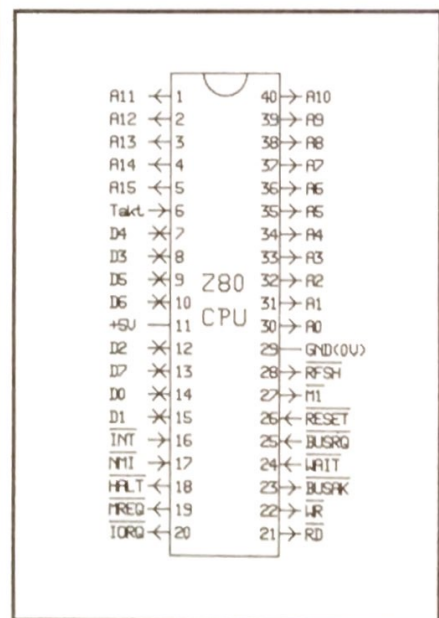 A11 1 40 A10
A12 2 39 A9
A13 3 38 A8
A14 4 37 A7
A15 5 36 A6
Takt 6 35 A5
D4 7 34 A4
D3 8 33 A3
D5 9 32 A2
D6 10 31 A1
+5V 11 30 A0
D2 12 29 GND(0V)
D7 13 28 RFSH
D0 14 27 M1
D1 15 26 RESET
INT 16 25 BUSRQ
NMI 17 24 WAIT
HALT 18 23 BUSAK
MREQ 19 22 WR
IORQ 20 21 RD
Z80
CPU